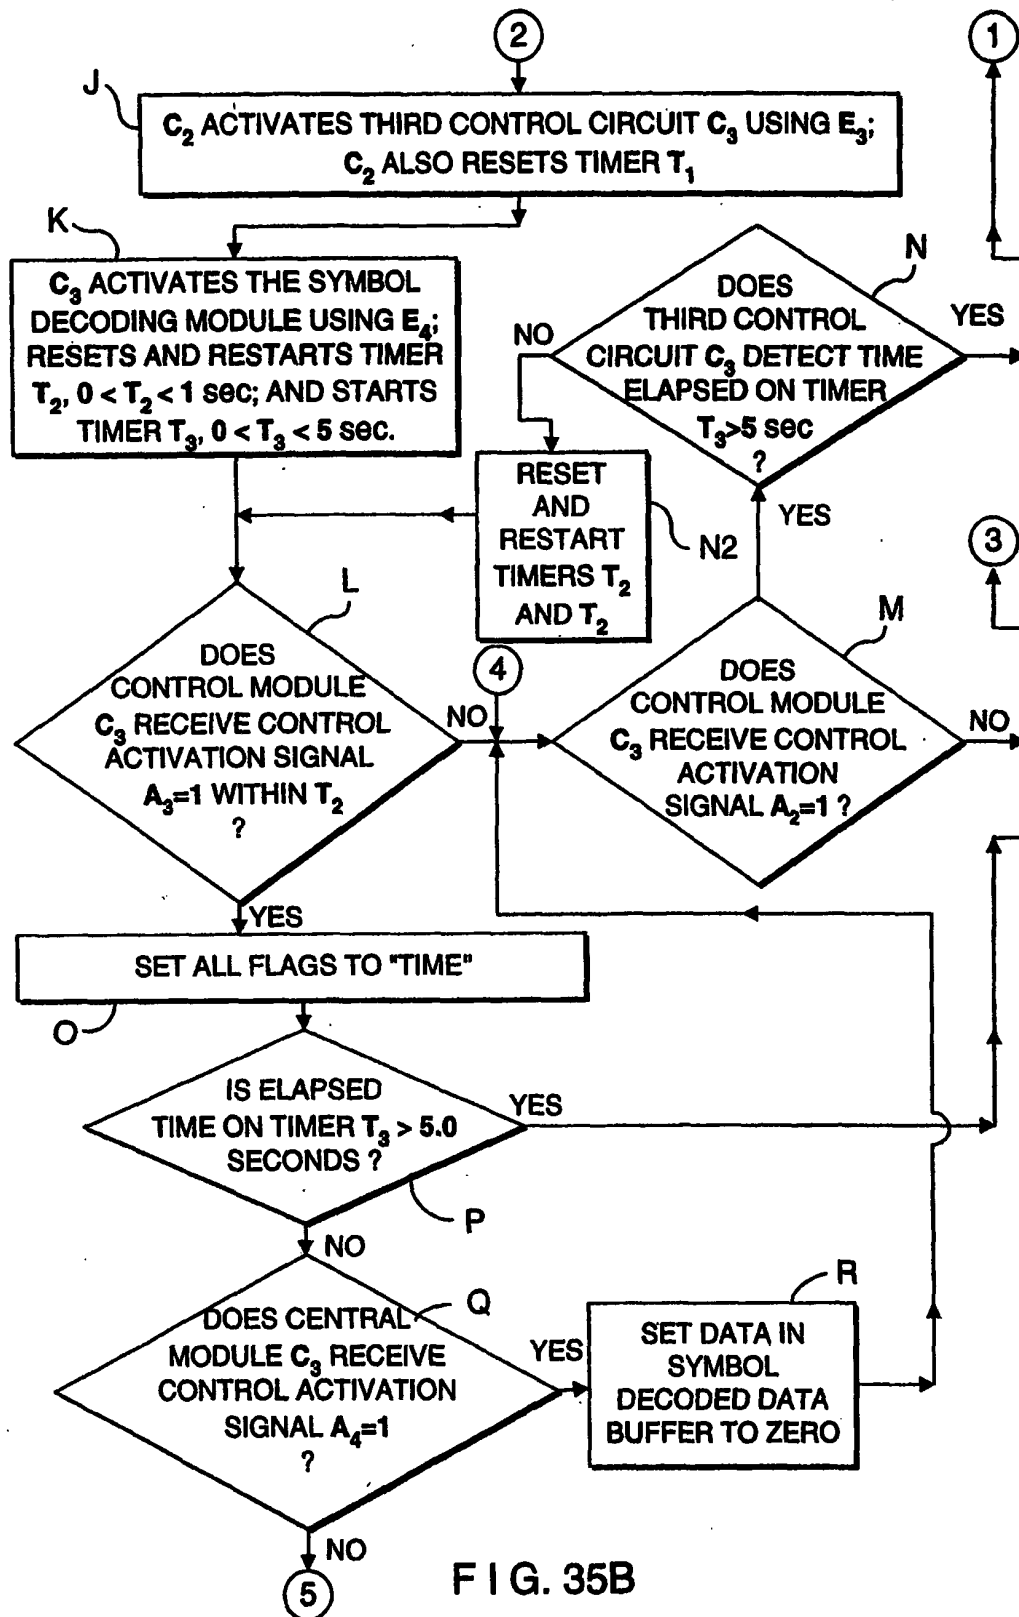 2
1
J
C2 ACTIVATES THIRD CONTROL CIRCUIT C3 USING E3;
C2 ALSO RESETS TIMER T1
K
C3 ACTIVATES THE SYMBOL
DECODING MODULE USING E4;
RESETS AND RESTARTS TIMER
T2, 0 < T2 < 1 sec; AND STARTS
TIMER T3, 0 < T3 < 5 sec.
N
DOES
THIRD CONTROL
CIRCUIT C3 DETECT TIME
ELAPSED ON TIMER
T3>5 sec
?
NO
YES
YES
RESET
AND
RESTART
TIMERS T2
AND T2
N2
3
L
DOES
CONTROL MODULE
C3 RECEIVE CONTROL
ACTIVATION SIGNAL
A3=1 WITHIN T2
?
NO
4
M
DOES
CONTROL MODULE
C3 RECEIVE CONTROL
ACTIVATION
SIGNAL A2=1 ?
NO
YES
SET ALL FLAGS TO "TIME"
O
IS ELAPSED
TIME ON TIMER T3 > 5.0
SECONDS ?
YES
P
NO
Q
DOES CENTRAL
MODULE C3 RECEIVE
CONTROL ACTIVATION
SIGNAL A4=1
?
YES
R
SET DATA IN
SYMBOL
DECODED DATA
BUFFER TO ZERO
NO
5
FIG. 35B